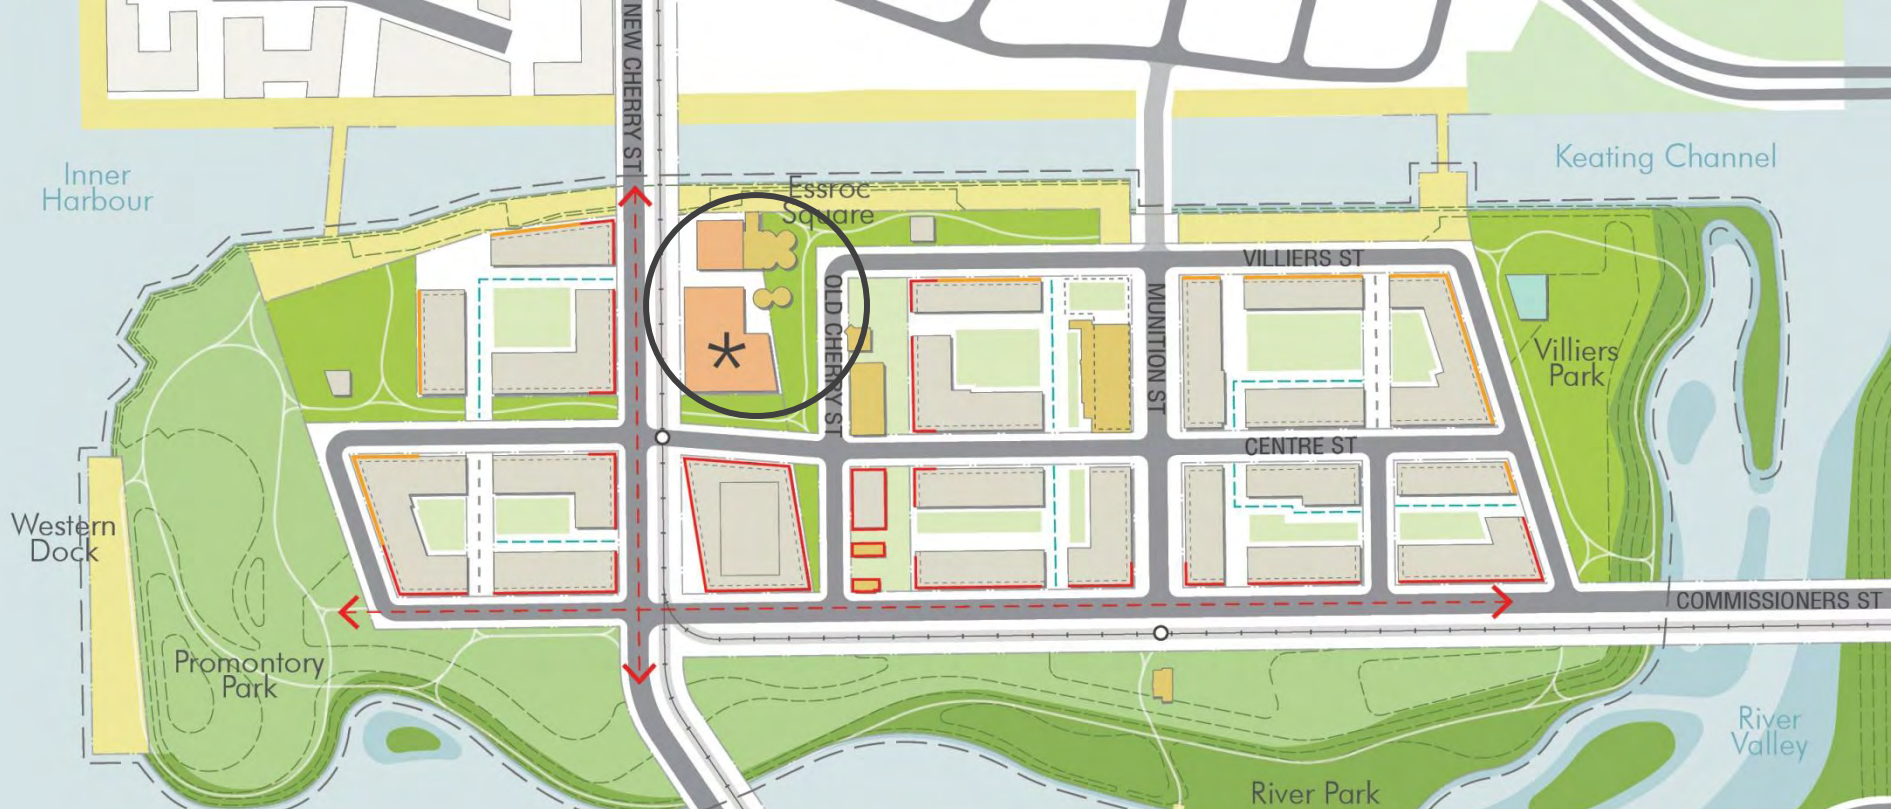 NEW CHERRY ST
Inner
Harbour
Keating Channel
Essroc
Square
OLD CHERRY ST
VILLIERS ST
MUNITION ST
Villiers
Park
*
CENTRE ST
Western
Dock
COMMISSIONERS ST
Promontory
Park
River
Valley
River Park